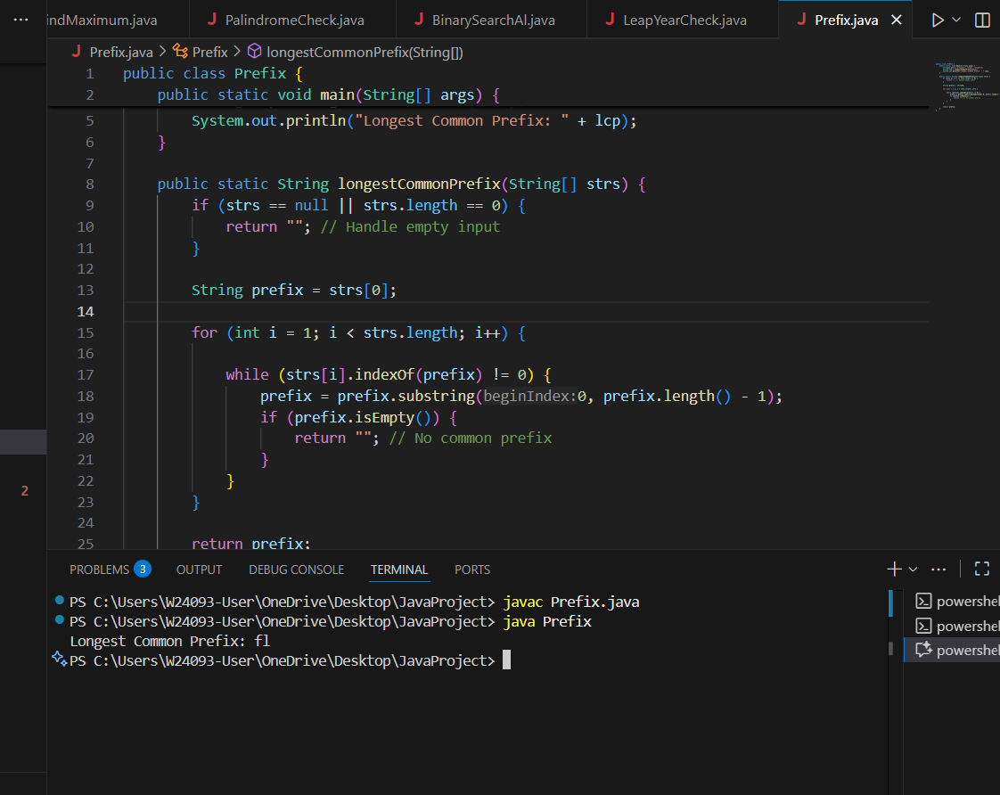 ... indMaximum.java J PalindromeCheck.java J BinarySearchAl.java J LeapYearCheck.java J Prefix.java
J Prefix.java > Prefix > longestCommonPrefix(String[])
1 public class Prefix {
2 public static void main(String[] args) {
5 System.out.println("Longest Common Prefix: " + lcp);
6 }
7
8 public static String longestCommonPrefix(String[] strs) {
9 if (strs == null || strs.length == 0) {
10 return ""; // Handle empty input
11 }
12
13 String prefix = strs[0];
14
15 for (int i = 1; i < strs.length; i++) {
16
17 while (strs[i].indexOf(prefix) != 0) {
18 prefix = prefix.substring(beginIndex:0, prefix.length() - 1);
19 if (prefix.isEmpty()) {
20 return ""; // No common prefix
21 }
22 }
23 }
24
25 return prefix;
2
PROBLEMS 3 OUTPUT DEBUG CONSOLE TERMINAL PORTS
PS C:\Users\W24093-User\OneDrive\Desktop\JavaProject> javac Prefix.java
PS C:\Users\W24093-User\OneDrive\Desktop\JavaProject> java Prefix
Longest Common Prefix: fl
PS C:\Users\W24093-User\OneDrive\Desktop\JavaProject>
powershel
powershel
powershel